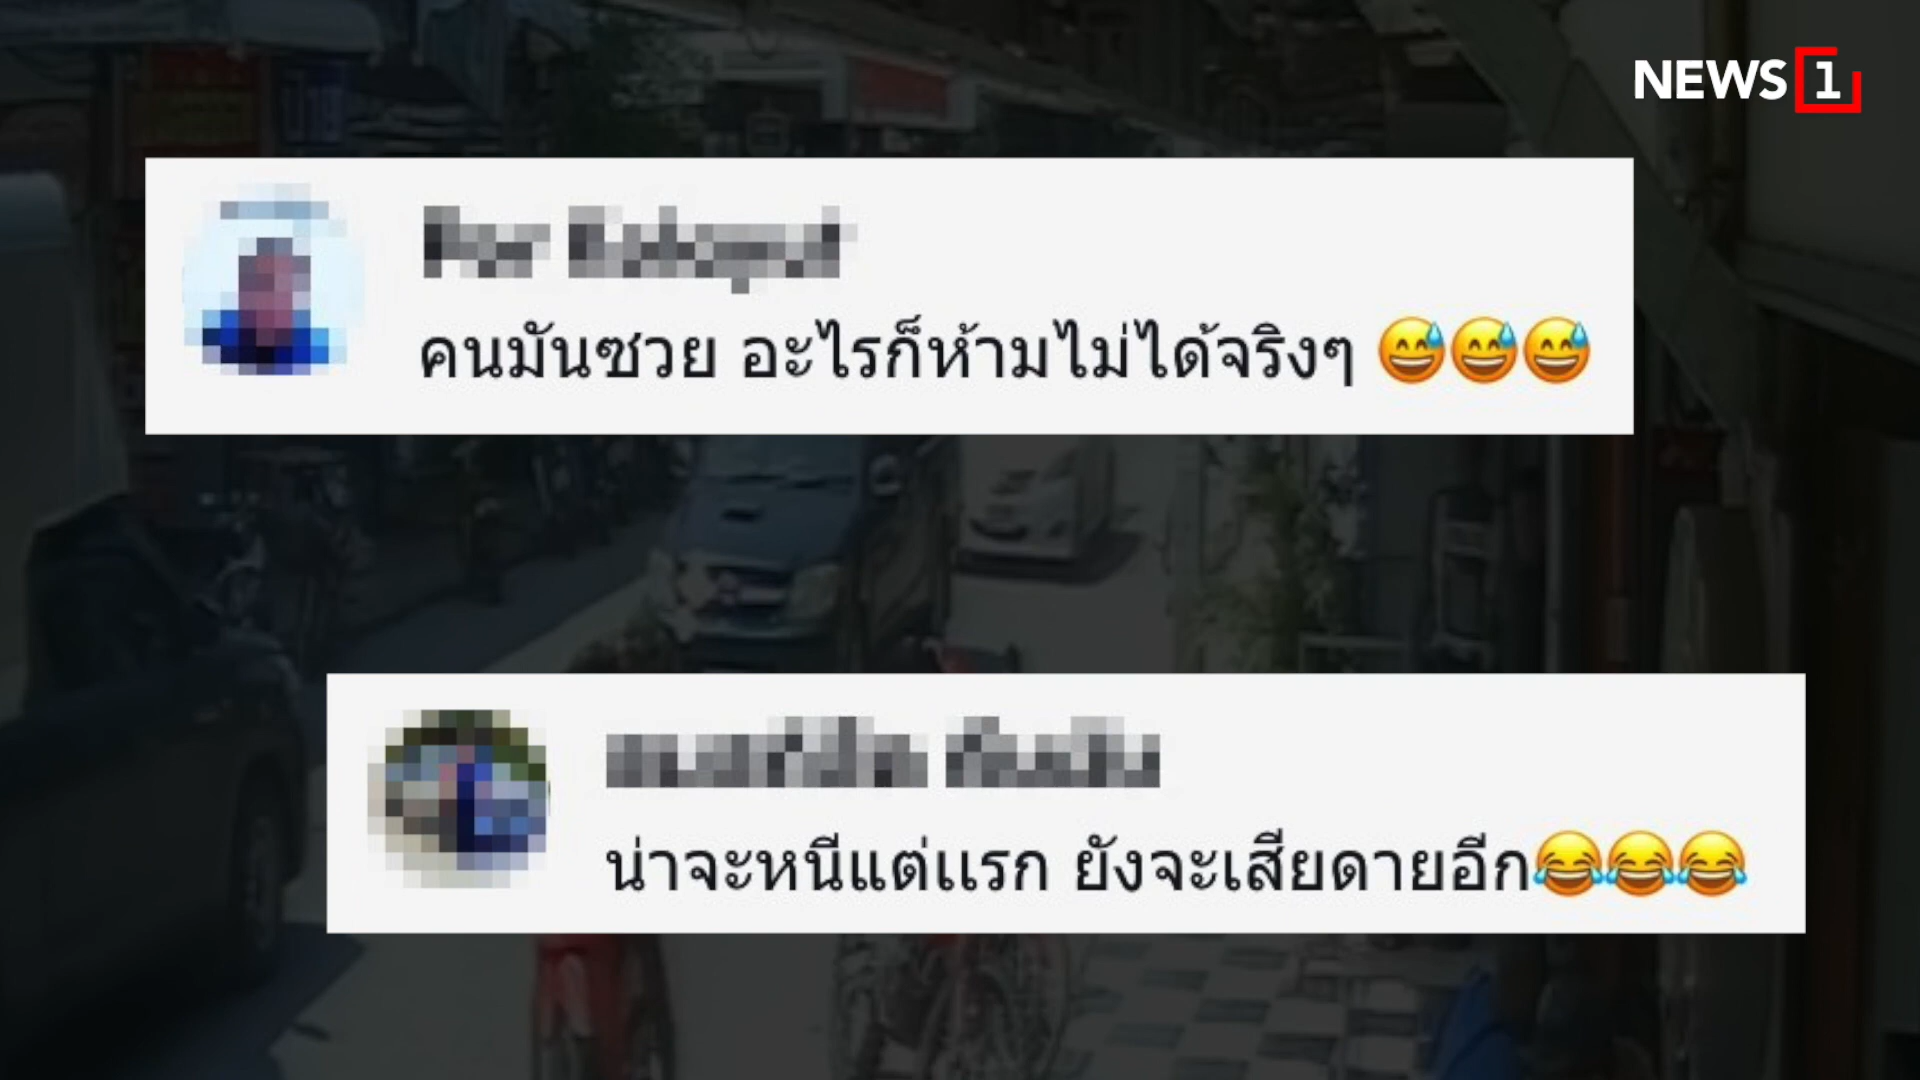 NEWS 1
คนมันซวย อะไรก็ห้ามไม่ได้จริงๆ 😅😅😅
น่าจะหนีแต่แรก ยังจะเสียดายอีก😂😂😂